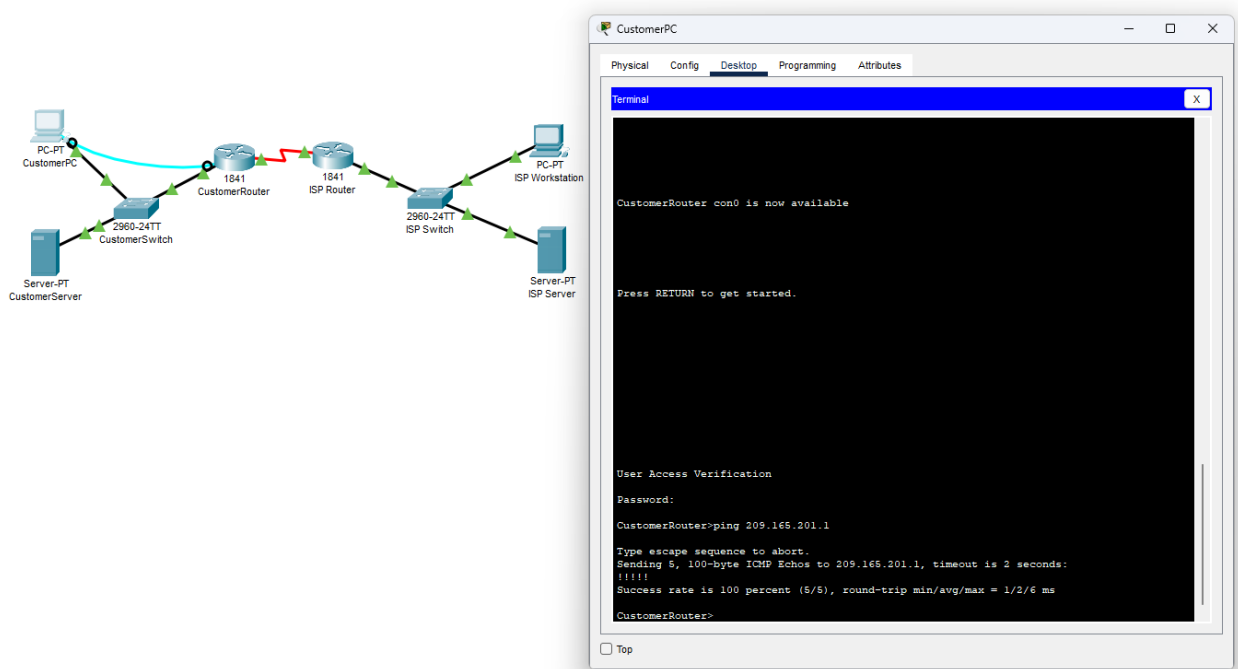 PC-PT
CustomerPC
1841
CustomerRouter
1841
ISP Router
PC-PT
ISP Workstation
2960-24TT
CustomerSwitch
2960-24TT
ISP Switch
Server-PT
CustomerServer
Server-PT
ISP Server
CustomerPC
Physical Config Desktop Programming Attributes
Terminal
X
CustomerRouter con0 is now available
Press RETURN to get started.
User Access Verification
Password:
CustomerRouter>ping 209.165.201.1
Type escape sequence to abort.
Sending 5, 100-byte ICMP Echos to 209.165.201.1, timeout is 2 seconds:
!!!!!
Success rate is 100 percent (5/5), round-trip min/avg/max = 1/2/6 ms
CustomerRouter>
Top